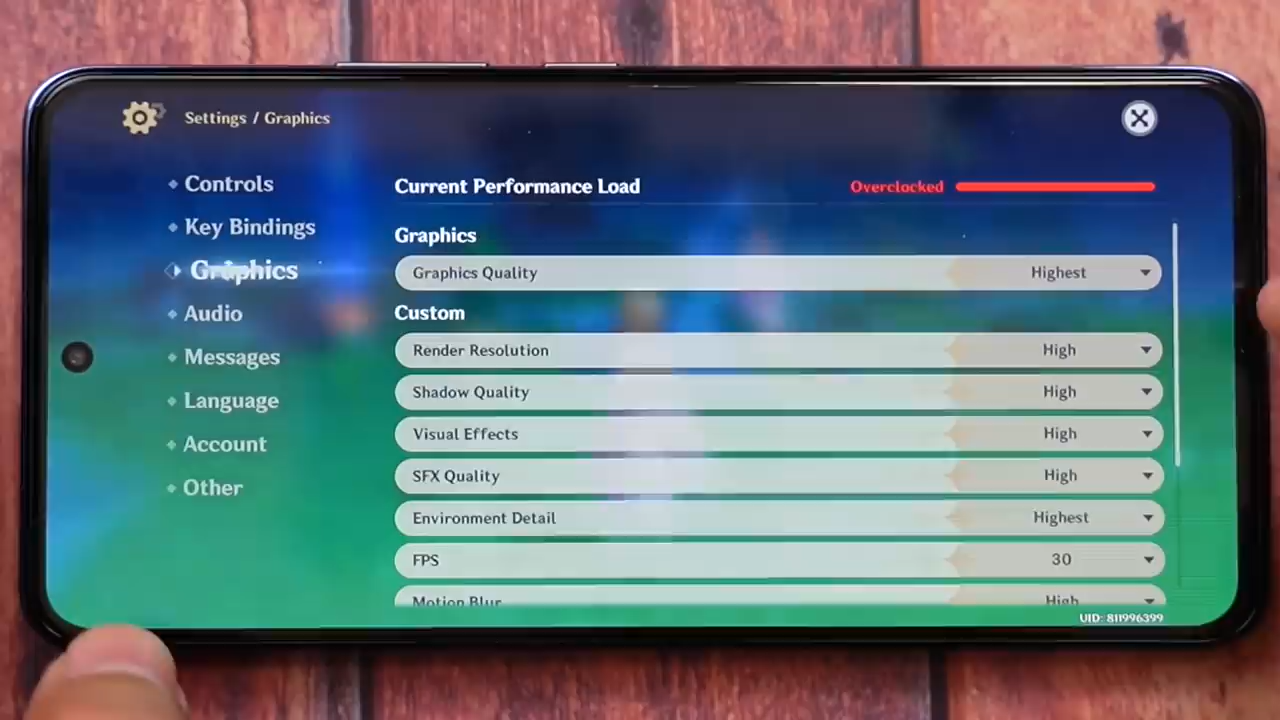 Settings / Graphics
Controls
Key Bindings
Graphics
Audio
Messages
Language
Account
Other
Current Performance Load
Overclocked
Graphics
Graphics Quality Highest
Custom
Render Resolution High
Shadow Quality High
Visual Effects High
SFX Quality High
Environment Detail Highest
FPS 30
Motion Blur High
UID: 811996399